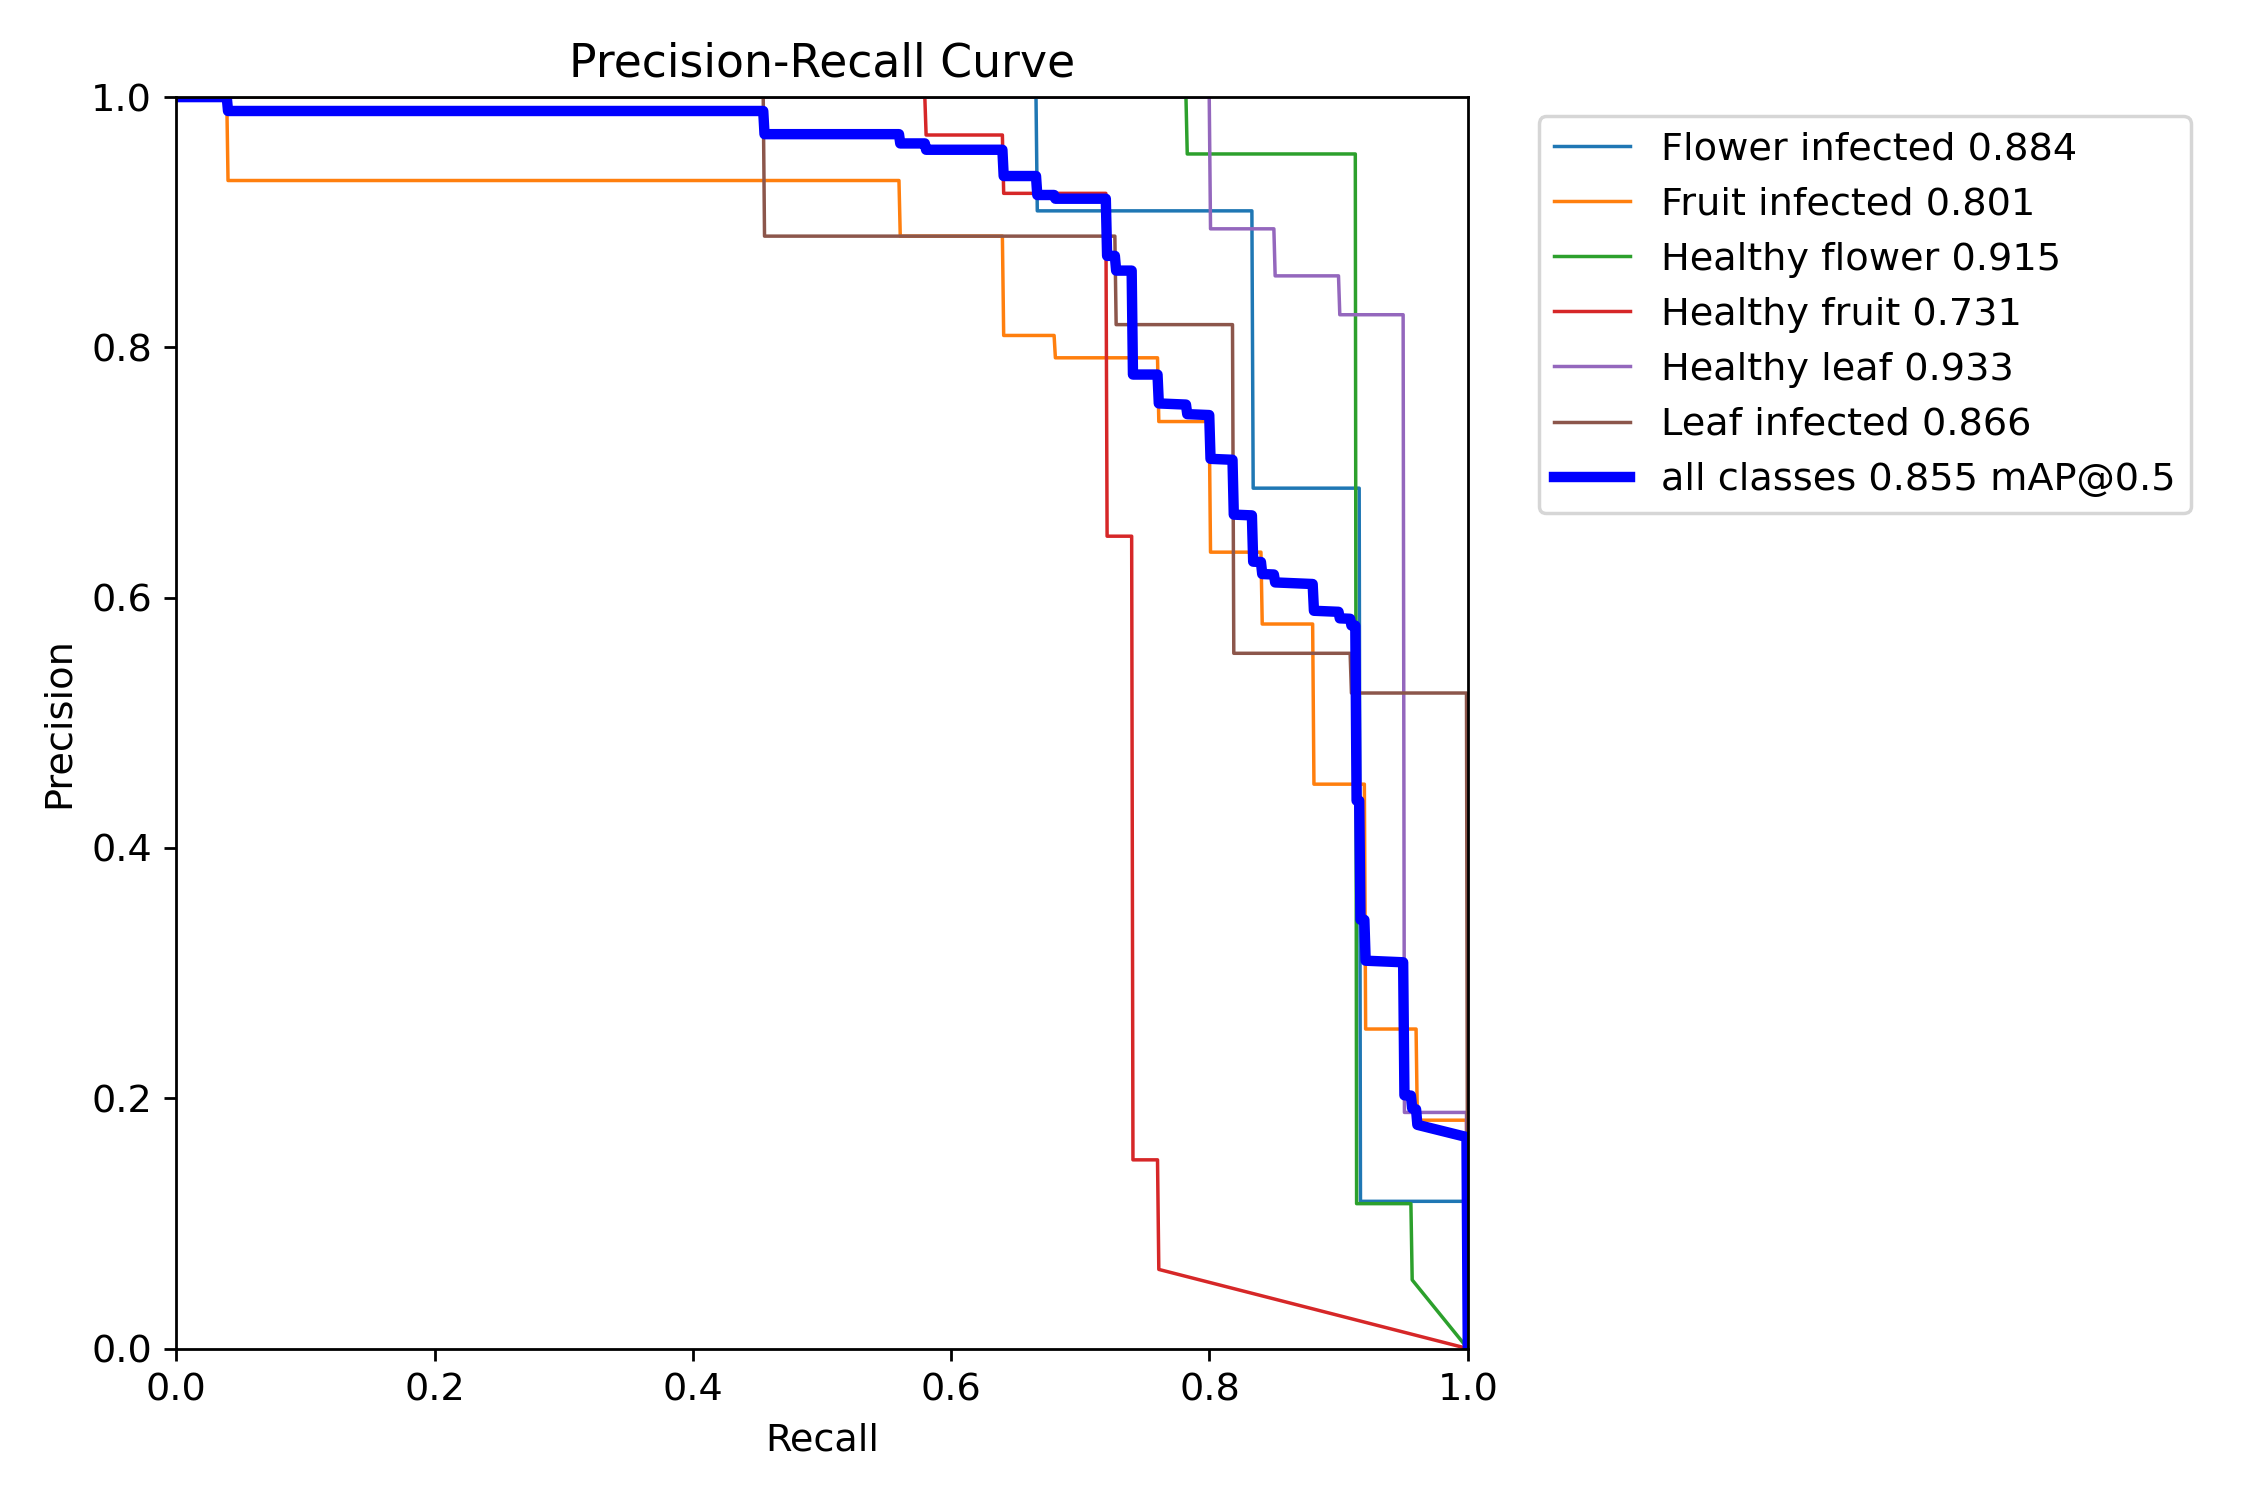 Precision-Recall Curve
1.0
0.8
0.6
0.4
0.2
0.0
Precision
0.0 0.2 0.4 0.6 0.8 1.0
Recall
Flower infected 0.884
Fruit infected 0.801
Healthy flower 0.915
Healthy fruit 0.731
Healthy leaf 0.933
Leaf infected 0.866
all classes 0.855 mAP@0.5